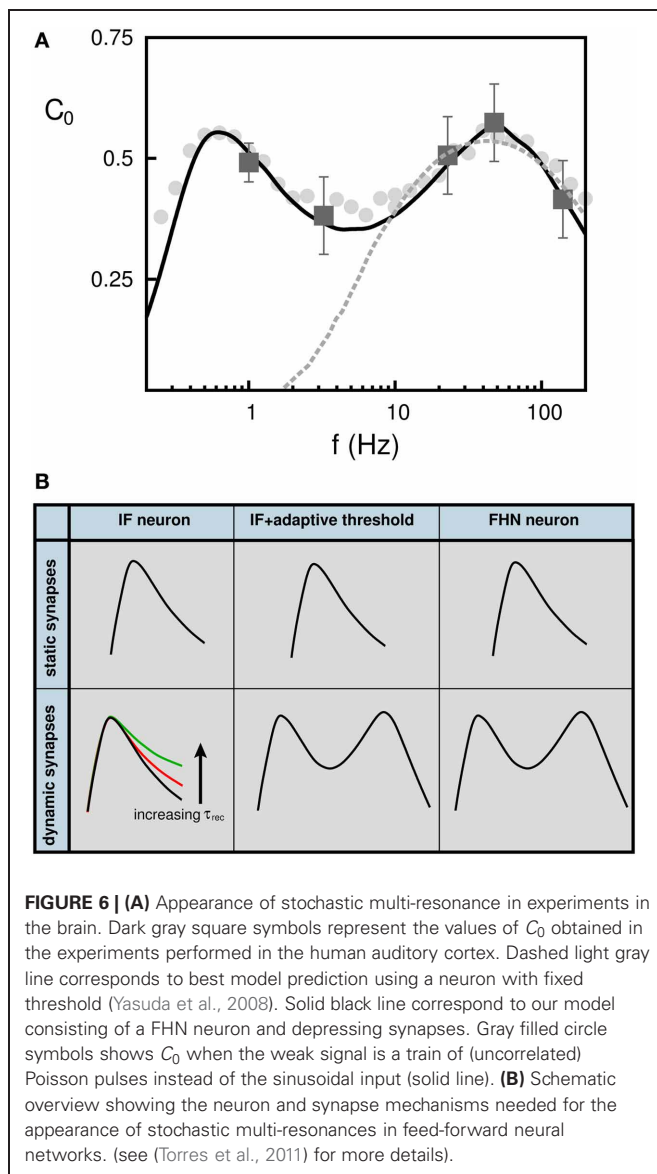 A
0.75
C0
0.5
0.25
1 10 100
f (Hz)
B
IF neuron IF+adaptive threshold FHN neuron
static synapses
dynamic synapses
increasing τrec
FIGURE 6 | (A) Appearance of stochastic multi-resonance in experiments in
the brain. Dark gray square symbols represent the values of C0 obtained in
the experiments performed in the human auditory cortex. Dashed light gray
line corresponds to best model prediction using a neuron with fixed
threshold (Yasuda et al., 2008). Solid black line correspond to our model
consisting of a FHN neuron and depressing synapses. Gray filled circle
symbols shows C0 when the weak signal is a train of (uncorrelated)
Poisson pulses instead of the sinusoidal input (solid line). (B) Schematic
overview showing the neuron and synapse mechanisms needed for the
appearance of stochastic multi-resonances in feed-forward neural
networks. (see (Torres et al., 2011) for more details).